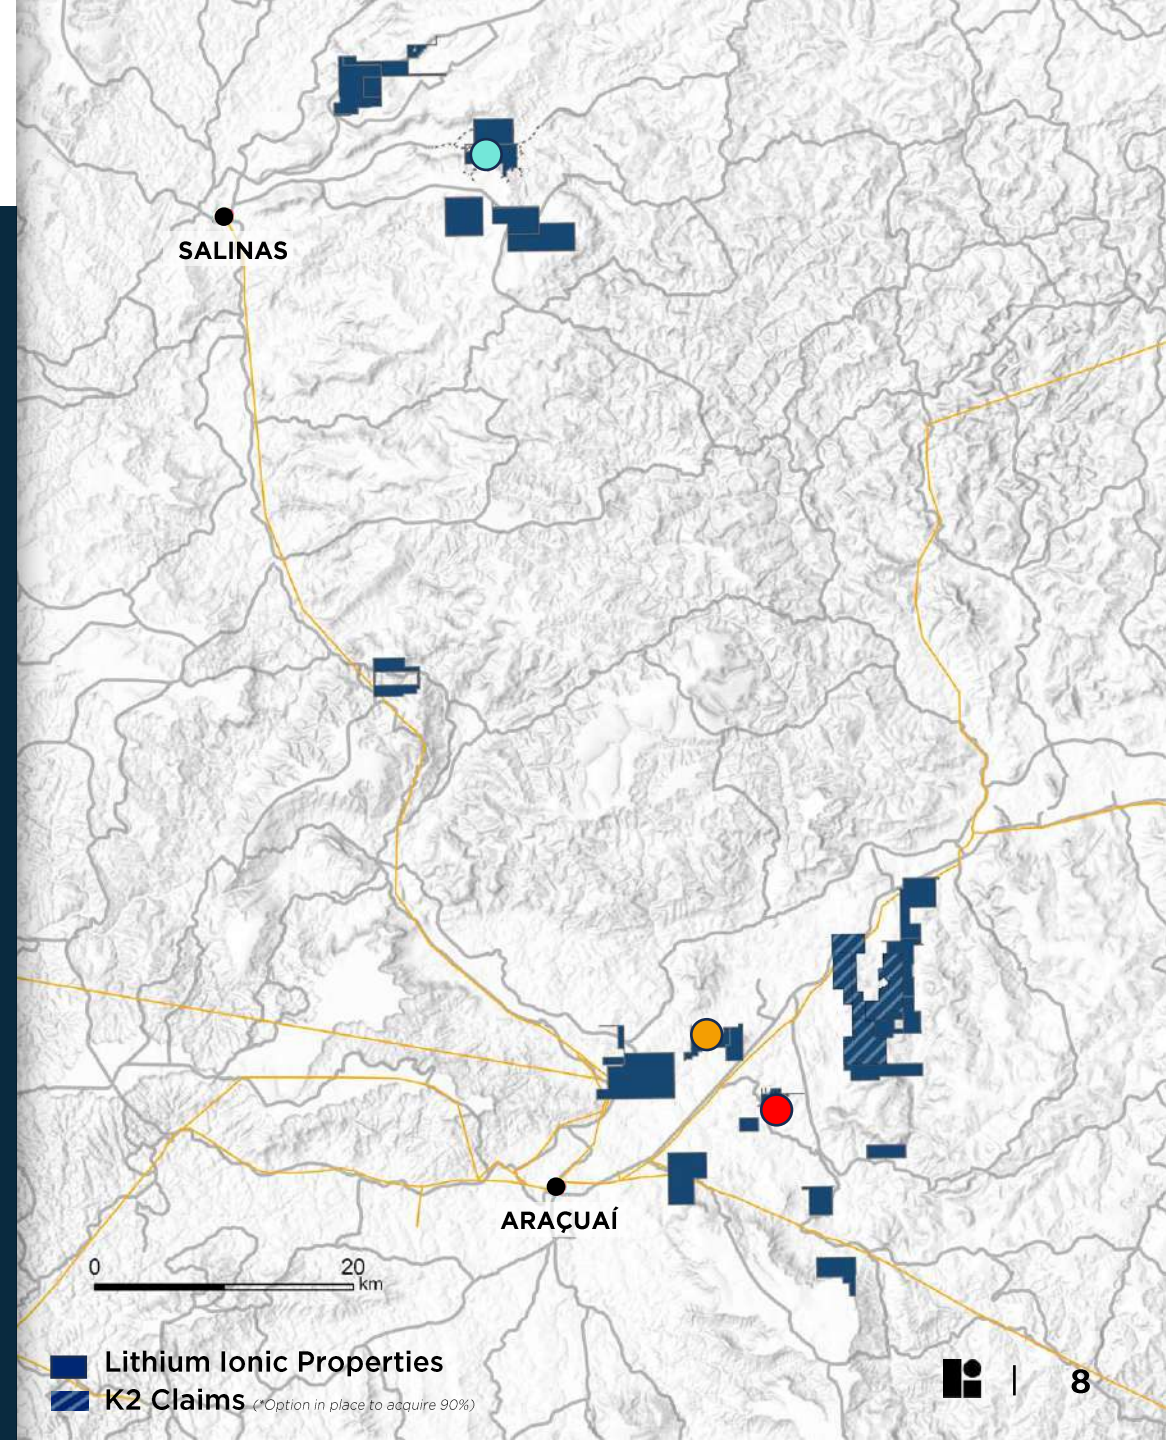 SALINAS
ARAÇUAÍ
0 20
km
Lithium Ionic Properties
K2 Claims (*Option in place to acquire 90%)
8